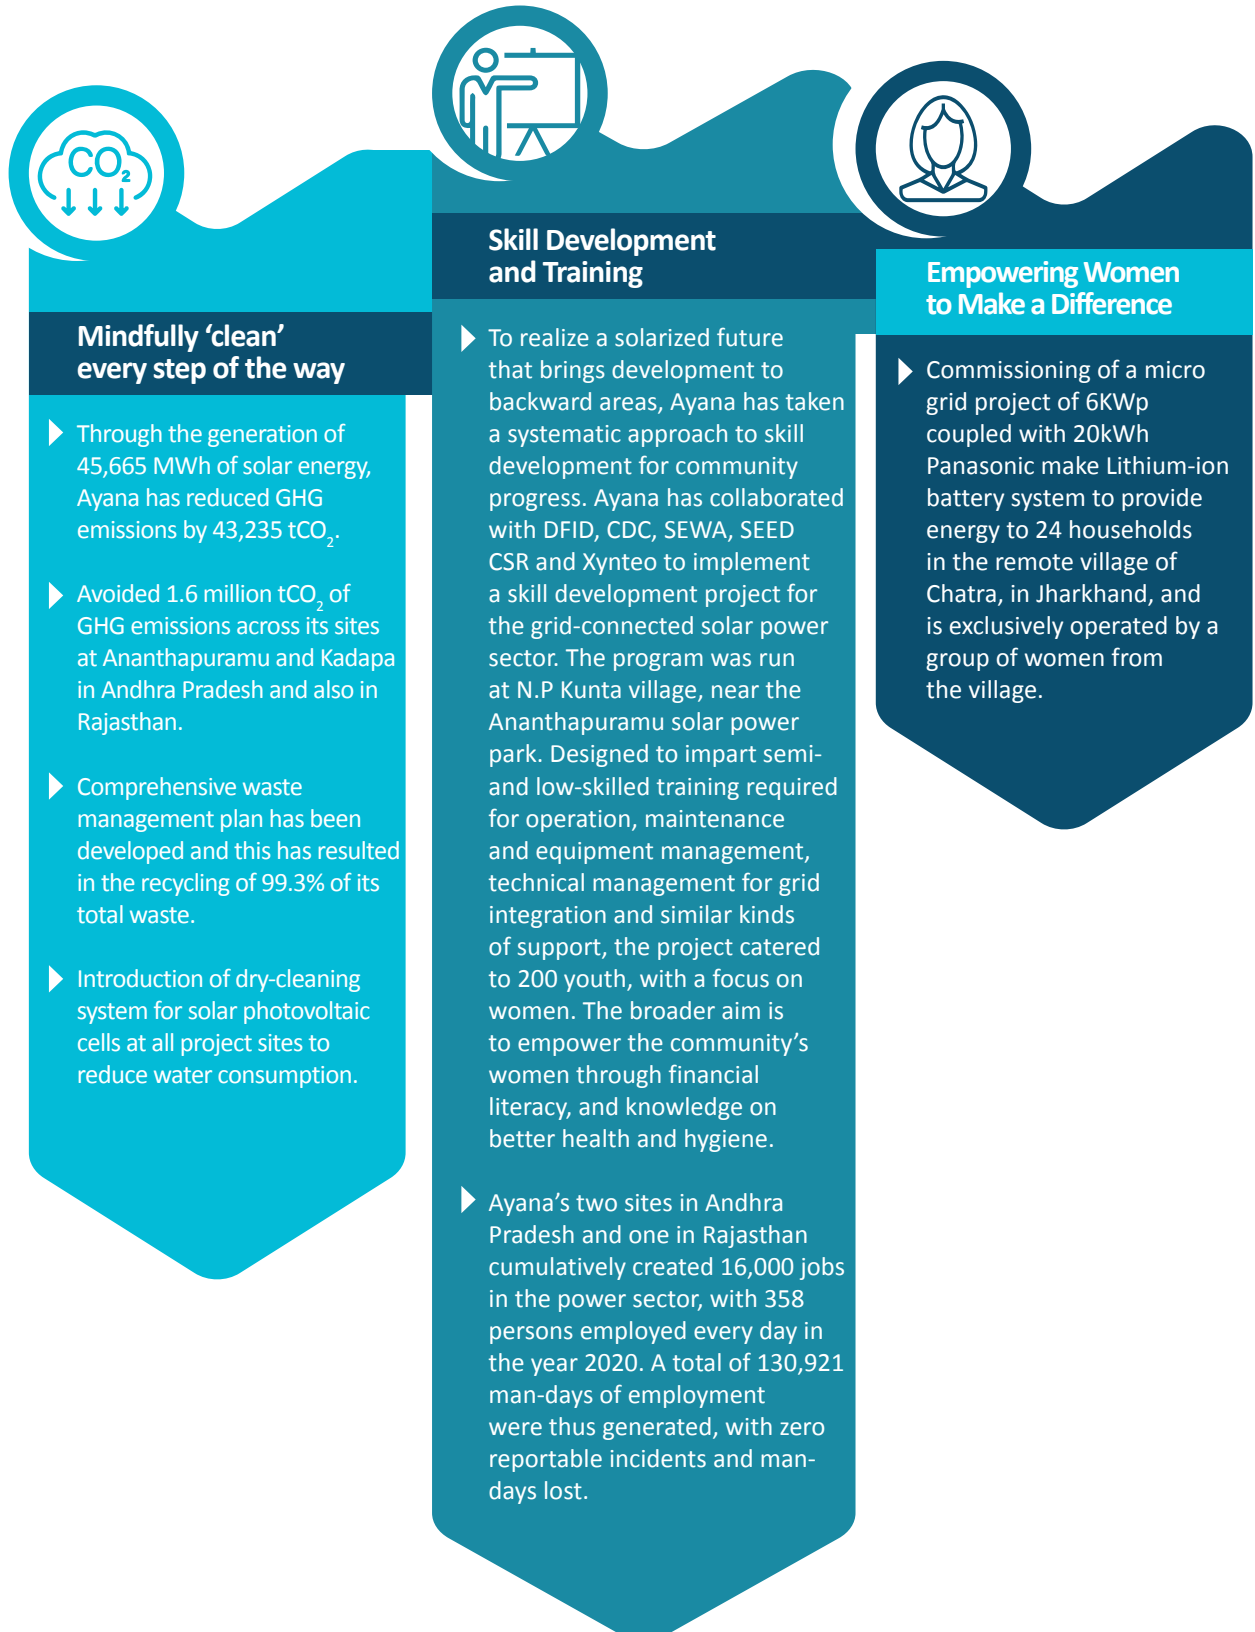 CO₂
Mindfully ‘clean’
every step of the way
Through the generation of
45,665 MWh of solar energy,
Ayana has reduced GHG
emissions by 43,235 tCO₂.
Avoided 1.6 million tCO₂ of
GHG emissions across its sites
at Ananthapuramu and Kadapa
in Andhra Pradesh and also in
Rajasthan.
Comprehensive waste
management plan has been
developed and this has resulted
in the recycling of 99.3% of its
total waste.
Introduction of dry-cleaning
system for solar photovoltaic
cells at all project sites to
reduce water consumption.
Skill Development
and Training
To realize a solarized future
that brings development to
backward areas, Ayana has taken
a systematic approach to skill
development for community
progress. Ayana has collaborated
with DFID, CDC, SEWA, SEED
CSR and Xynteo to implement
a skill development project for
the grid-connected solar power
sector. The program was run
at N.P Kunta village, near the
Ananthapuramu solar power
park. Designed to impart semi-
and low-skilled training required
for operation, maintenance
and equipment management,
technical management for grid
integration and similar kinds
of support, the project catered
to 200 youth, with a focus on
women. The broader aim is
to empower the community’s
women through financial
literacy, and knowledge on
better health and hygiene.
Ayana’s two sites in Andhra
Pradesh and one in Rajasthan
cumulatively created 16,000 jobs
in the power sector, with 358
persons employed every day in
the year 2020. A total of 130,921
man-days of employment
were thus generated, with zero
reportable incidents and man-
days lost.
Empowering Women
to Make a Difference
Commissioning of a micro
grid project of 6KWp
coupled with 20kWh
Panasonic make Lithium-ion
battery system to provide
energy to 24 households
in the remote village of
Chatra, in Jharkhand, and
is exclusively operated by a
group of women from
the village.